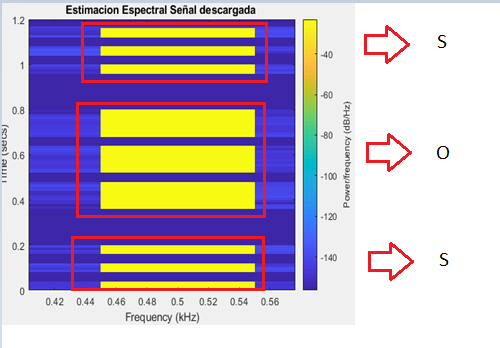 Estimacion Espectral Señal descargada
1.2
1
0.8
0.6
0.4
0.2
0
Time (secs)
0.42 0.44 0.46 0.48 0.5 0.52 0.54 0.56
Frequency (kHz)
-40
-60
-80
-100
-120
-140
Power/frequency (dB/Hz)
S
O
S